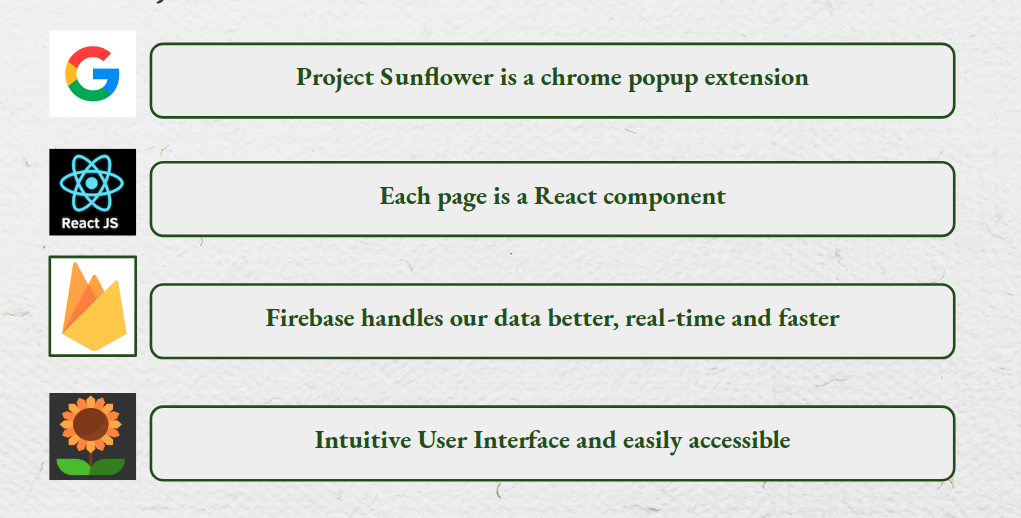 Project Sunflower is a chrome popup extension
React JS
Each page is a React component
Firebase handles our data better, real-time and faster
Intuitive User Interface and easily accessible